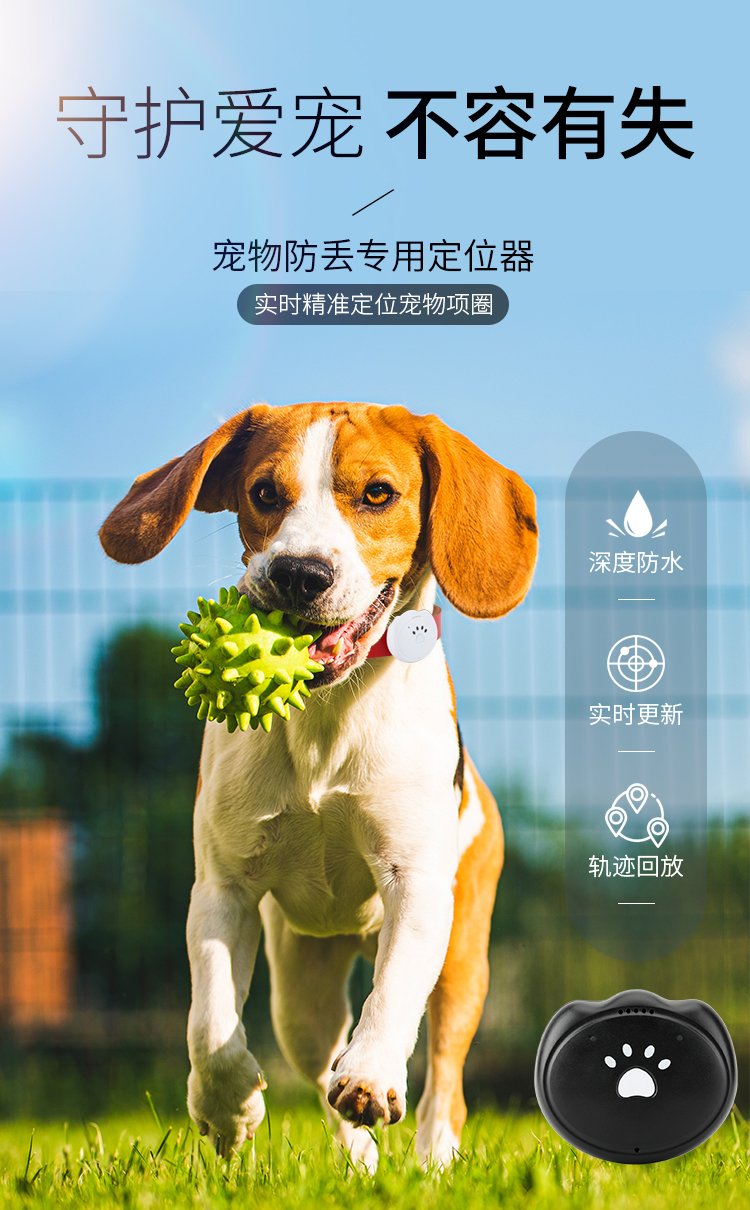 守护爱宠 不容有失
宠物防丢专用定位器
实时精准定位宠物项圈
深度防水
实时更新
轨迹回放